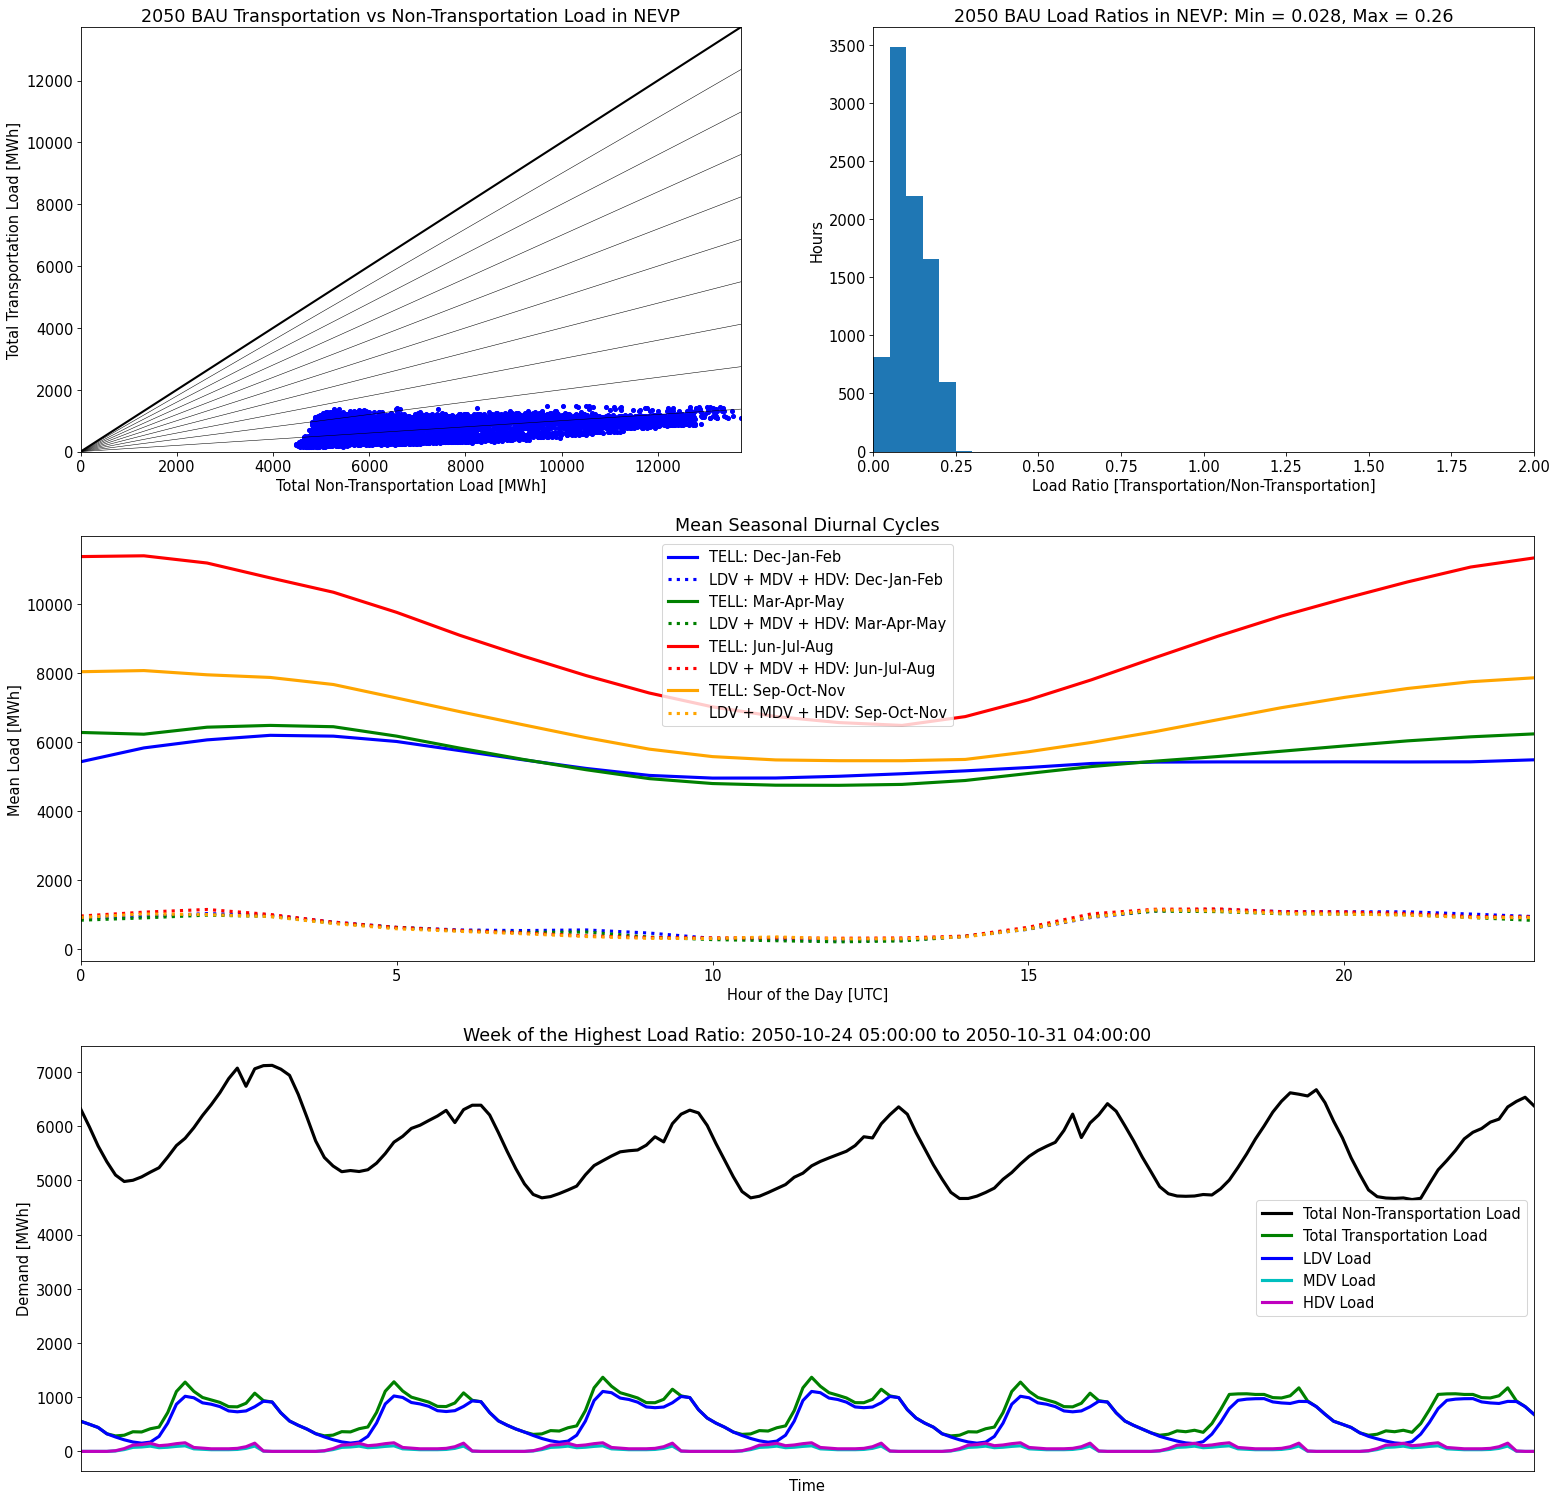 2050 BAU Transportation vs Non-Transportation Load in NEVP
12000
10000
8000
6000
4000
2000
0
Total Transportation Load [MWh]
0 2000 4000 6000 8000 10000 12000
Total Non-Transportation Load [MWh]
2050 BAU Load Ratios in NEVP: Min = 0.028, Max = 0.26
3500
3000
2500
2000
1500
1000
500
0
Hours
0.00 0.25 0.50 0.75 1.00 1.25 1.50 1.75 2.00
Load Ratio [Transportation/Non-Transportation]
Mean Seasonal Diurnal Cycles
10000
8000
6000
4000
2000
0
Mean Load [MWh]
TELL: Dec-Jan-Feb
LDV + MDV + HDV: Dec-Jan-Feb
TELL: Mar-Apr-May
LDV + MDV + HDV: Mar-Apr-May
TELL: Jun-Jul-Aug
LDV + MDV + HDV: Jun-Jul-Aug
TELL: Sep-Oct-Nov
LDV + MDV + HDV: Sep-Oct-Nov
0 5 10 15 20
Hour of the Day [UTC]
Week of the Highest Load Ratio: 2050-10-24 05:00:00 to 2050-10-31 04:00:00
7000
6000
5000
4000
3000
2000
1000
0
Demand [MWh]
Total Non-Transportation Load
Total Transportation Load
LDV Load
MDV Load
HDV Load
Time